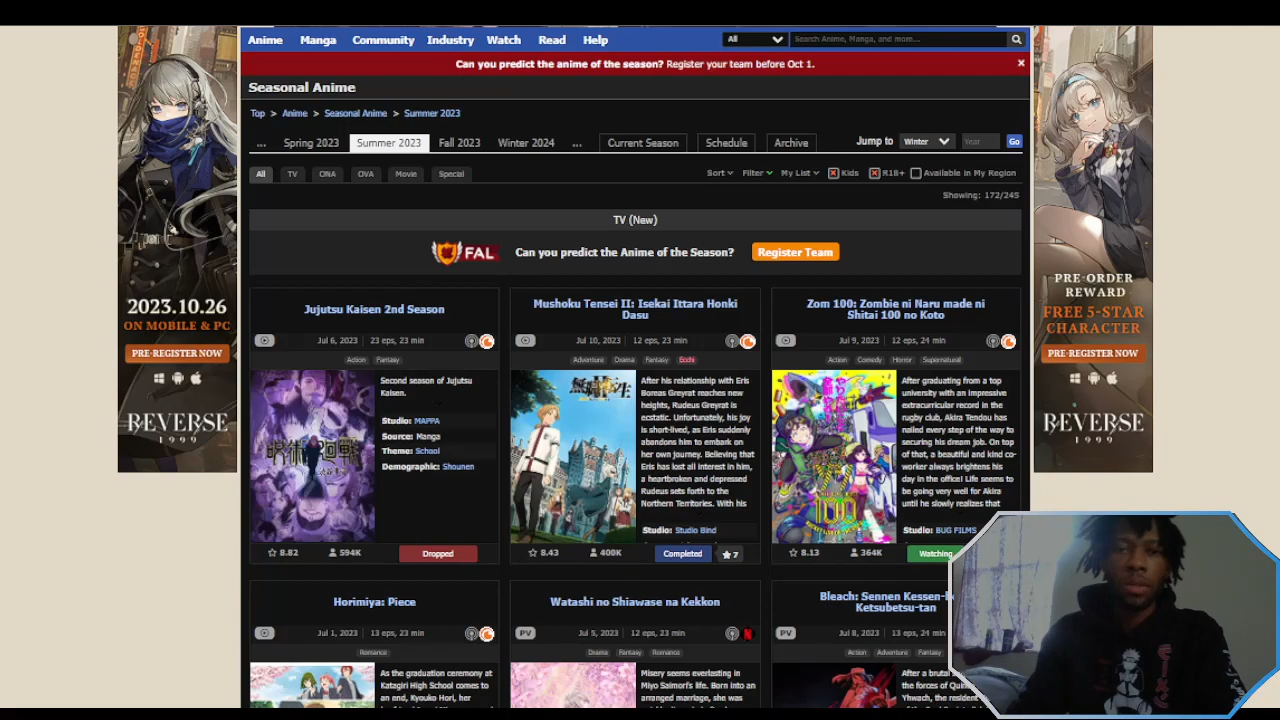 Anime Manga Community Industry Watch Read Help All Search Anime, Manga, and more...
Can you predict the anime of the season? Register your team before Oct 1. ×
Seasonal Anime
Top > Anime > Seasonal Anime > Summer 2023
... Spring 2023 Summer 2023 Fall 2023 Winter 2024 ... Current Season Schedule Archive Jump to Winter Year Go
All TV ONA OVA Movie Special Sort Filter My List Kids R18+ Available in My Region
Showing: 172/245
TV (New)
FAL Can you predict the Anime of the Season? Register Team
2023.10.26
ON MOBILE & PC
PRE-REGISTER NOW
REVERSE
1999
PRE-ORDER
REWARD
FREE 5-STAR
CHARACTER
PRE-REGISTER NOW
REVERSE
1999
Jujutsu Kaisen 2nd Season
Jul 6, 2023 23 eps, 23 min
Action Fantasy
呪術廻戦
Second season of Jujutsu
Kaisen.
Studio: MAPPA
Source: Manga
Theme: School
Demographic: Shounen
8.82 594K Dropped
Mushoku Tensei II: Isekai Ittara Honki
Dasu
Jul 10, 2023 12 eps, 23 min
Adventure Drama Fantasy Ecchi
After his relationship with Eris
Boreas Greyrat reaches new
heights, Rudeus Greyrat is
ecstatic. Unfortunately, his joy
is short-lived, as Eris suddenly
abandons him to embark on
her own journey. Believing that
Eris has lost all interest in him,
a heartbroken and depressed
Rudeus sets forth to the
Northern Territories. With his
Studio: Studio Bind
8.43 400K Completed 7
Zom 100: Zombie ni Naru made ni
Shitai 100 no Koto
Jul 9, 2023 12 eps, 24 min
Action Comedy Horror Supernatural
100
After graduating from a top
university with an impressive
extracurricular record in the
rugby club, Akira Tendou has
nailed every step of the way to
securing his dream job. On top
of that, a beautiful and kind co-
worker always brightens his
day in the office! Life seems to
be going very well for Akira
until he slowly realizes that
Studio: BUG FILMS
8.13 364K Watching
Horimiya: Piece
Jul 1, 2023 13 eps, 23 min
Romance
As the graduation ceremony at
Katagiri High School comes to
an end, Kyouko Hori, her
Watashi no Shiawase na Kekkon
PV Jul 5, 2023 12 eps, 23 min
Drama Fantasy Romance
Misery seems everlasting in
Miyo Saimori's life. Born into an
arranged marriage, she was
Bleach: Sennen Kessen-
Ketsubetsu-tan
PV Jul 8, 2023 13 eps, 24 min
Action Adventure Fantasy
After a brutal
the forces of Quin
Yhwach, the